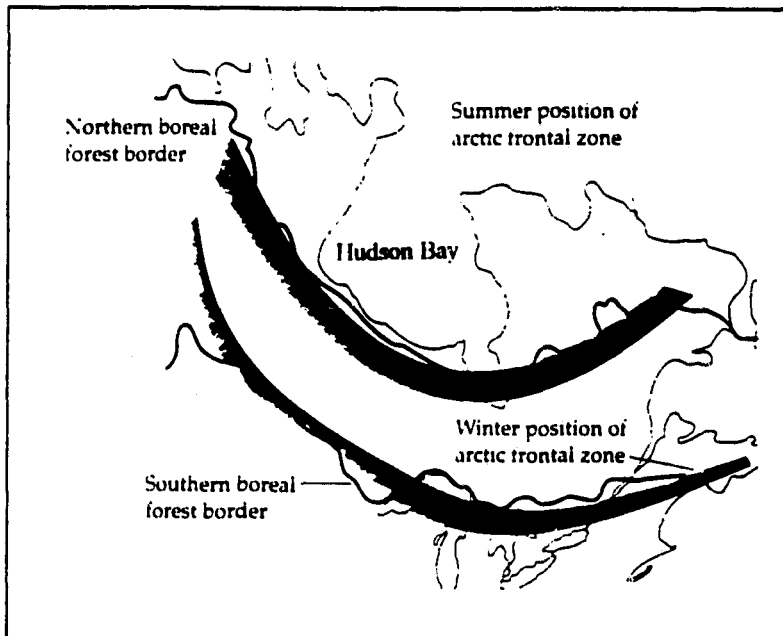 Northern boreal
forest border
Summer position of
arctic frontal zone
Hudson Bay
Winter position of
arctic frontal zone
Southern boreal
forest border